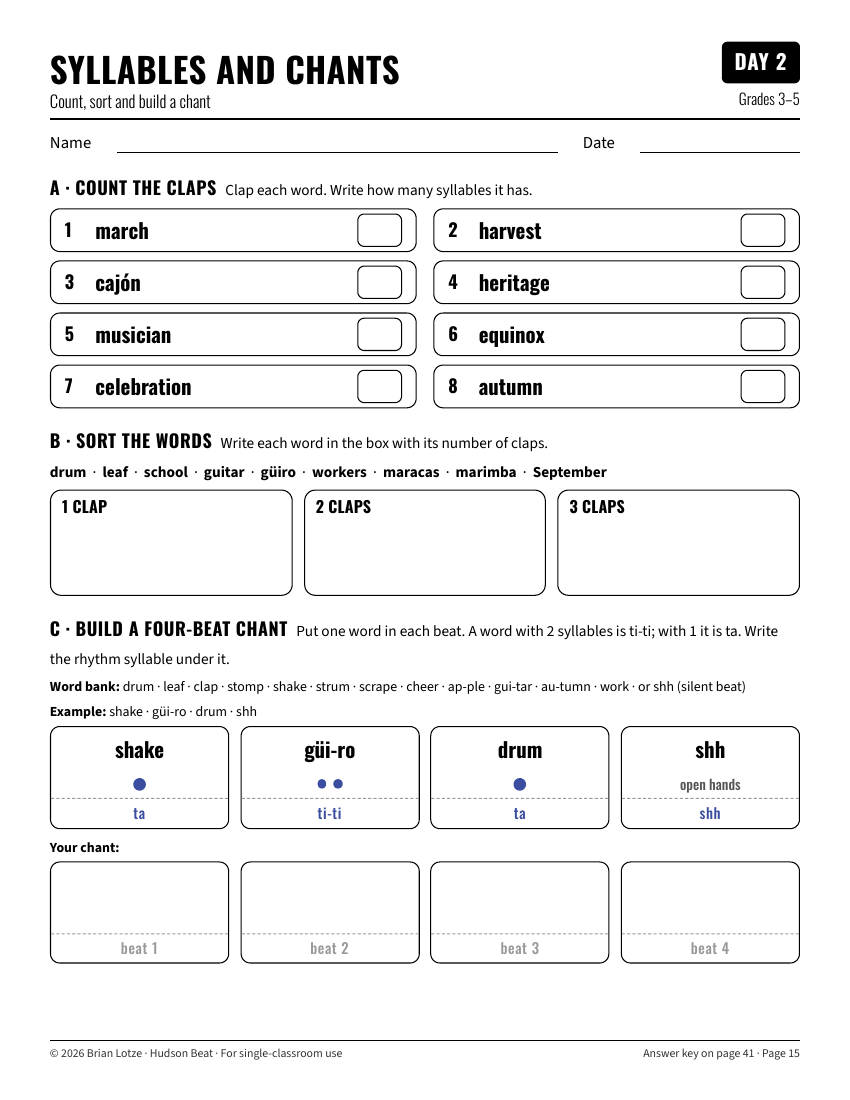 SYLLABLES AND CHANTS
DAY 2
Count, sort and build a chant
Grades 3–5
Name
Date
A · COUNT THE CLAPS Clap each word. Write how many syllables it has.
1 march
2 harvest
3 cajón
4 heritage
5 musician
6 equinox
7 celebration
8 autumn
B · SORT THE WORDS Write each word in the box with its number of claps.
drum · leaf · school · guitar · güiro · workers · maracas · marimba · September
1 CLAP
2 CLAPS
3 CLAPS
C · BUILD A FOUR-BEAT CHANT Put one word in each beat. A word with 2 syllables is ti-ti; with 1 it is ta. Write
the rhythm syllable under it.
Word bank: drum · leaf · clap · stomp · shake · strum · scrape · cheer · ap-ple · gui-tar · au-tumn · work · or shh (silent beat)
Example: shake · güi-ro · drum · shh
shake
güi-ro
drum
shh
open hands
ta
ti-ti
ta
shh
Your chant:
beat 1
beat 2
beat 3
beat 4
© 2026 Brian Lotze · Hudson Beat · For single-classroom use
Answer key on page 41 · Page 15